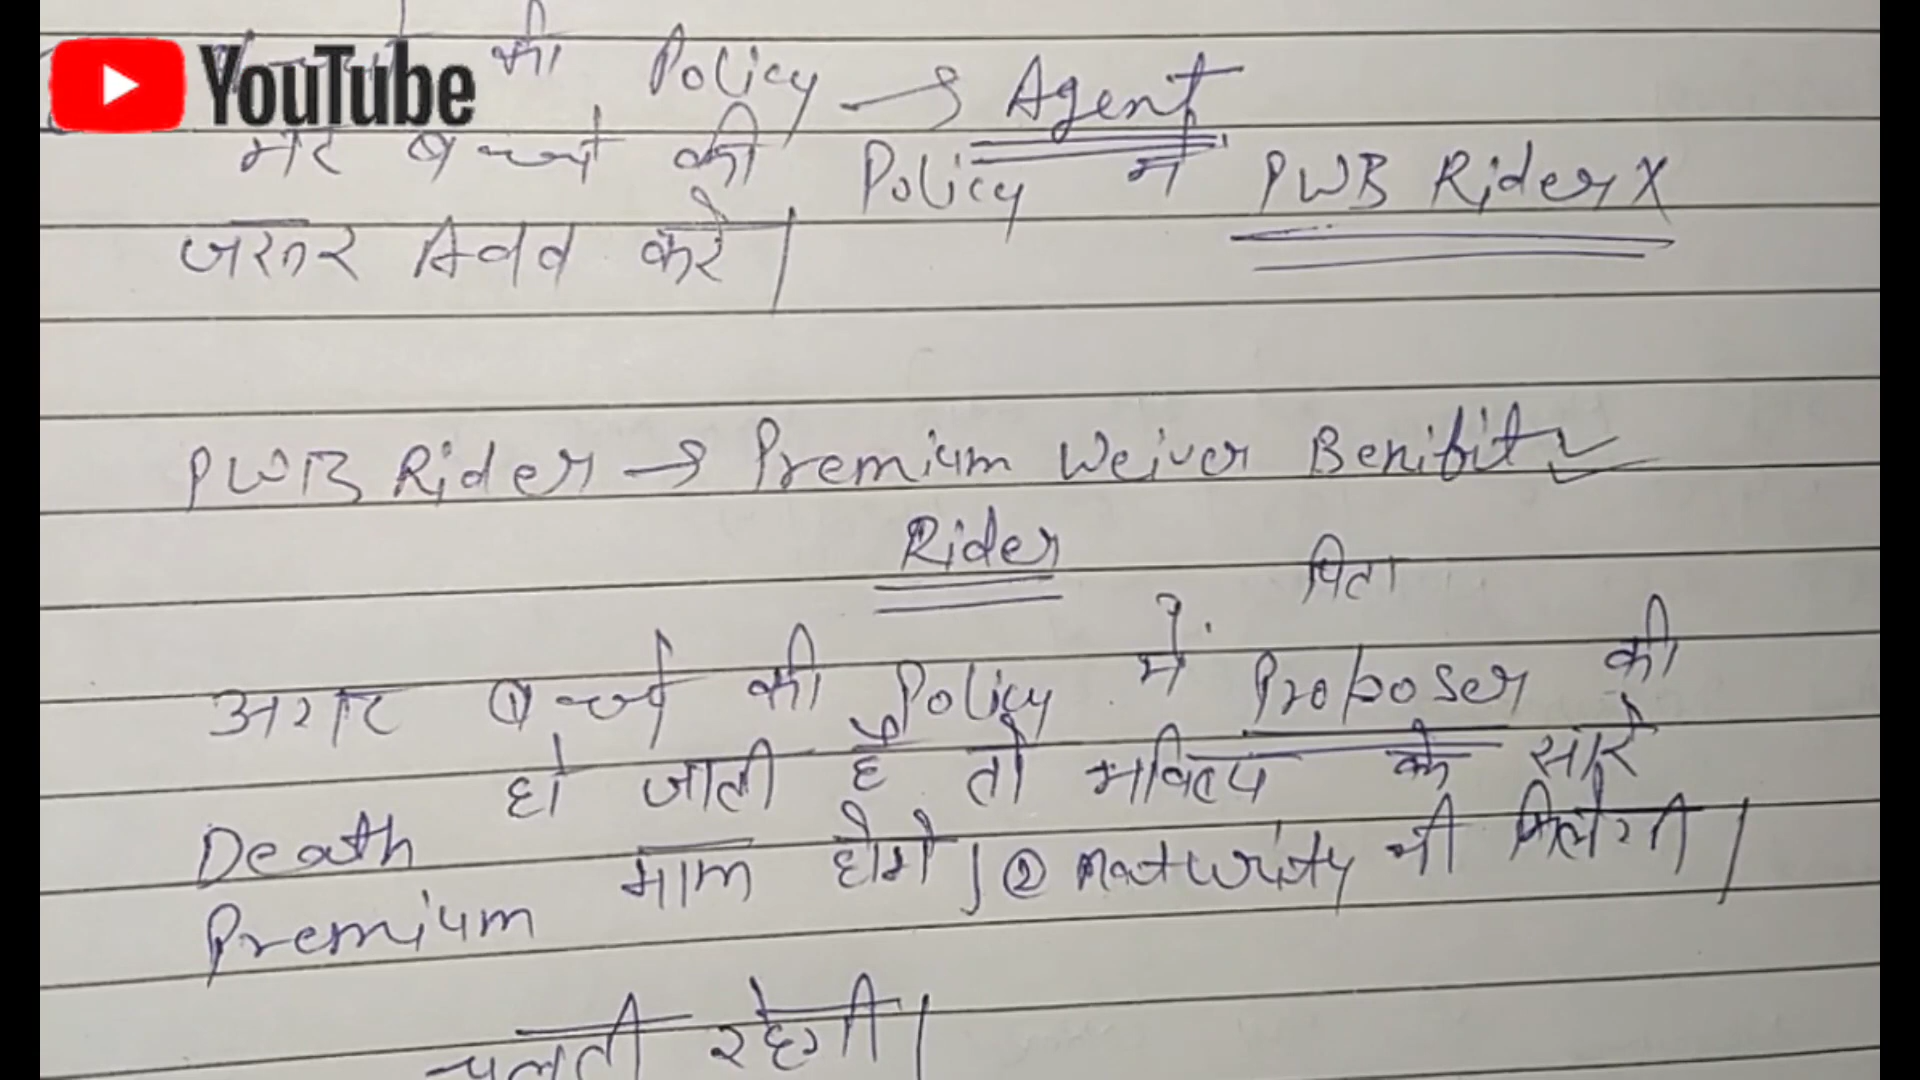 YouTube
की Policy → Agent
मेरे बच्चे की Policy में PWB Rider X
जरूर Add करे।
PWB Rider → Premium Weiver Benifit
Rider
पिता
अगर बच्चे की Policy में Proposer की
Death हो जाती है तो भविष्य के सारे
Premium माफ होगे। ② Maturity भी मिलेगी।
चलती रहेगी।